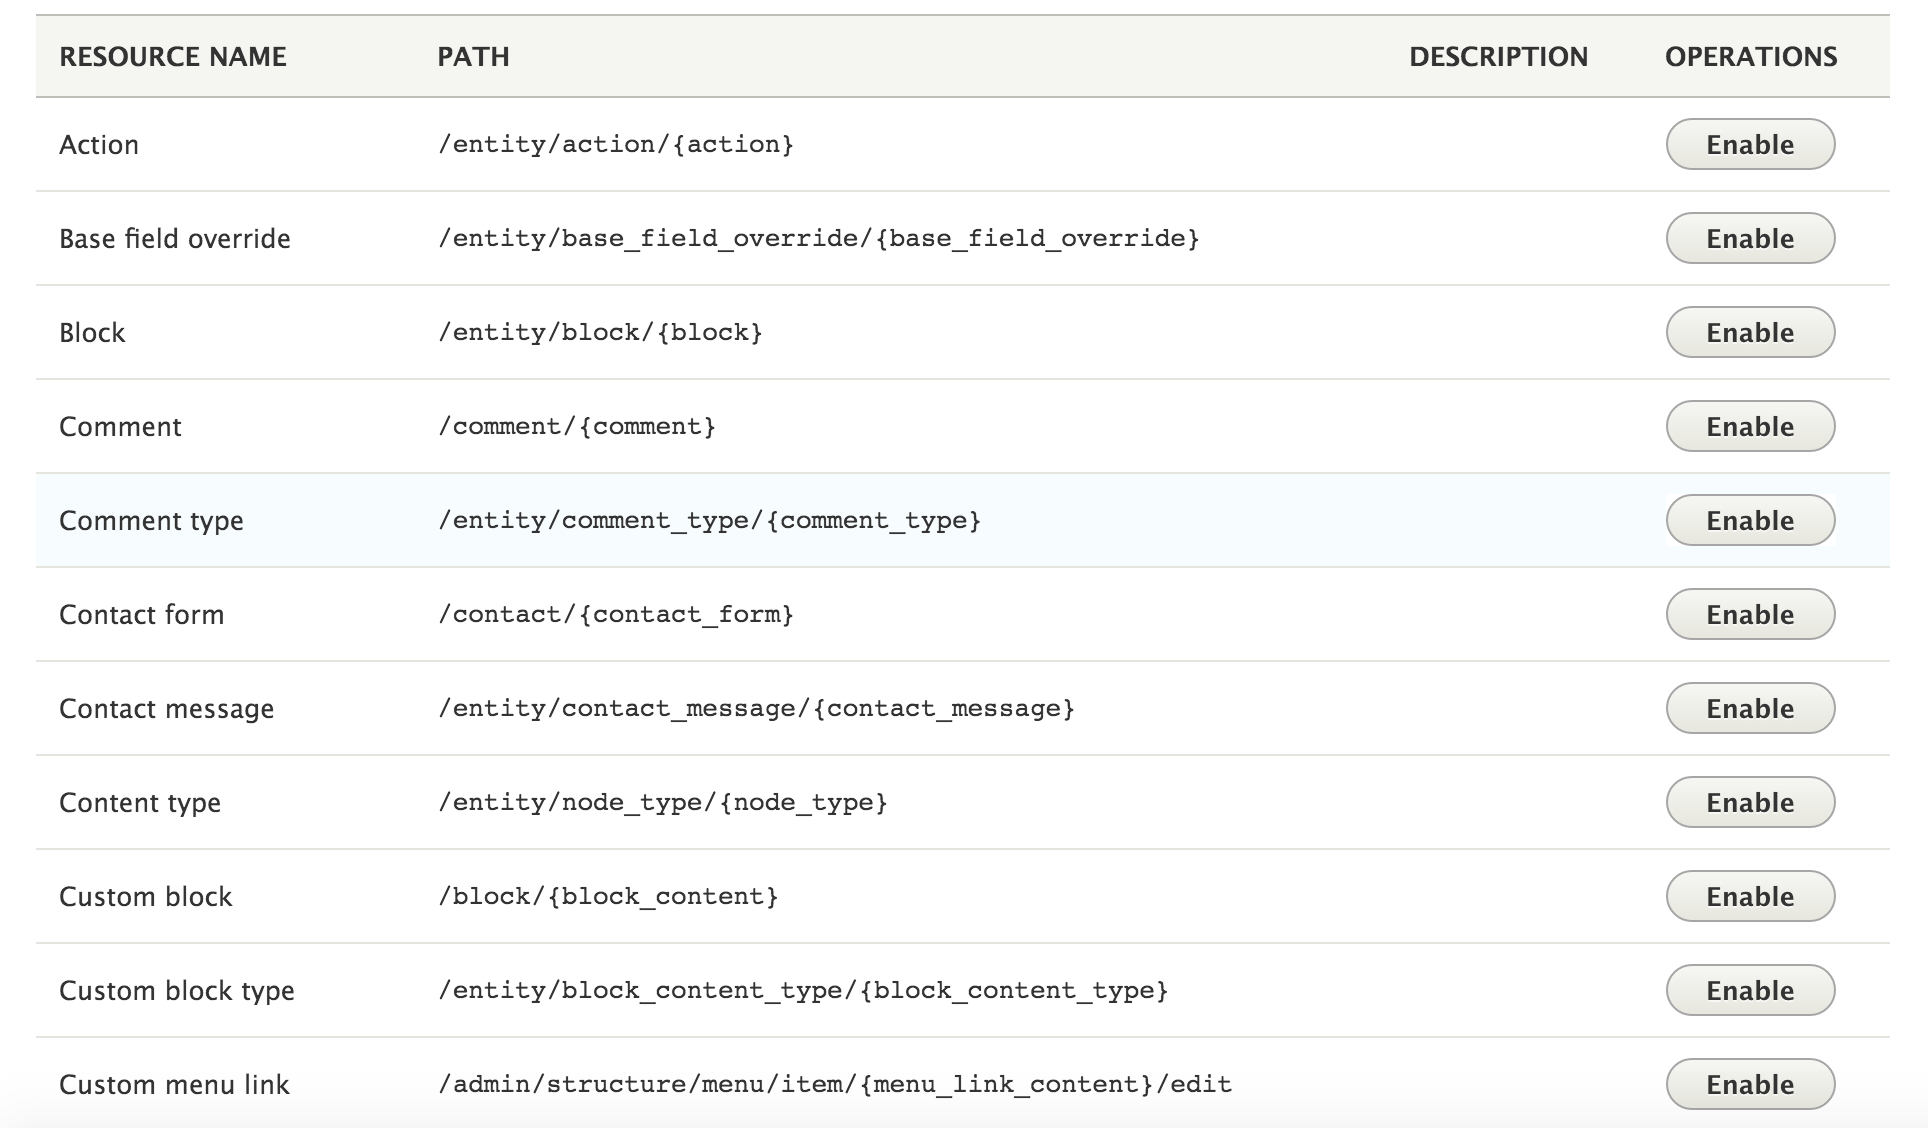 RESOURCE NAME PATH DESCRIPTION OPERATIONS
Action /entity/action/{action} Enable
Base field override /entity/base_field_override/{base_field_override} Enable
Block /entity/block/{block} Enable
Comment /comment/{comment} Enable
Comment type /entity/comment_type/{comment_type} Enable
Contact form /contact/{contact_form} Enable
Contact message /entity/contact_message/{contact_message} Enable
Content type /entity/node_type/{node_type} Enable
Custom block /block/{block_content} Enable
Custom block type /entity/block_content_type/{block_content_type} Enable
Custom menu link /admin/structure/menu/item/{menu_link_content}/edit Enable